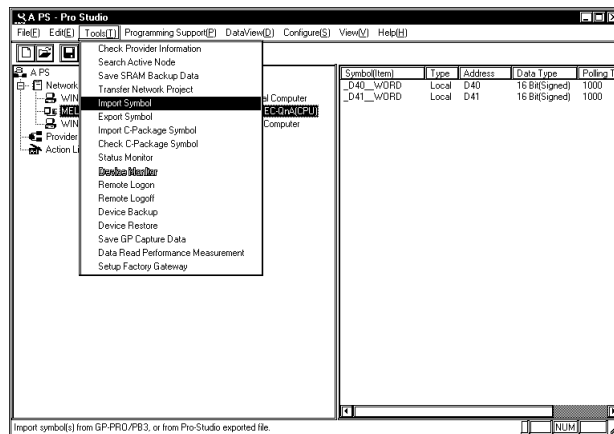 A PS - Pro Studio
File[F] Edit[E] Tools[T] Programming Support[P] DataView[D] Configure[S] View[V] Help[H]
Check Provider Information
Search Active Node
Save SRAM Backup Data
Transfer Network Project
Import Symbol
Export Symbol
Import C-Package Symbol
Check C-Package Symbol
Status Monitor
Device Monitor
Remote Logon
Remote Logoff
Device Backup
Device Restore
Save GP Capture Data
Data Read Performance Measurement
Setup Factory Gateway
A PS
Network
WIN al Computer
MEL EC-QnA(CPU)
WIN Computer
Provider
Action Li
Symbol(Item) Type Address Data Type Polling T
_D40__WORD Local D40 16 Bit(Signed) 1000
_D41__WORD Local D41 16 Bit(Signed) 1000
Import symbol(s) from GP-PRO/PB3, or from Pro-Studio exported file.
NUM